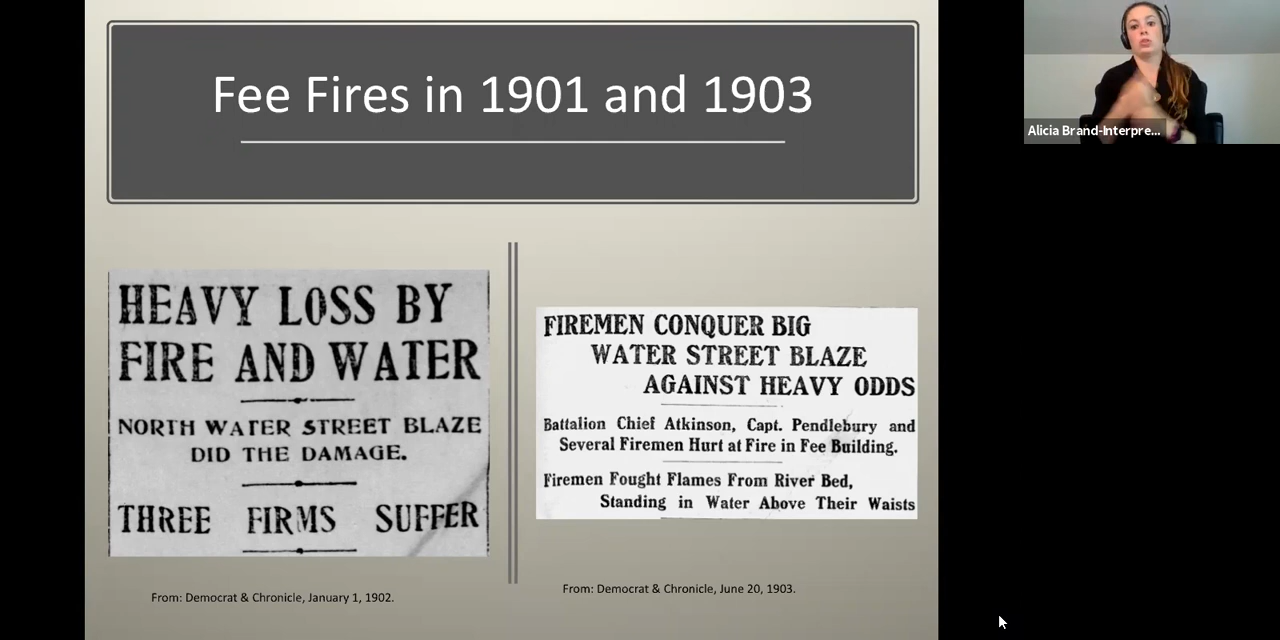 Fee Fires in 1901 and 1903
Alicia Brand-Interpre...
HEAVY LOSS BY
FIRE AND WATER
NORTH WATER STREET BLAZE
DID THE DAMAGE.
THREE FIRMS SUFFER
From: Democrat & Chronicle, January 1, 1902.
FIREMEN CONQUER BIG
WATER STREET BLAZE
AGAINST HEAVY ODDS
Battalion Chief Atkinson, Capt. Pendlebury and
Several Firemen Hurt at Fire in Fee Building.
Firemen Fought Flames From River Bed,
Standing in Water Above Their Waists
From: Democrat & Chronicle, June 20, 1903.